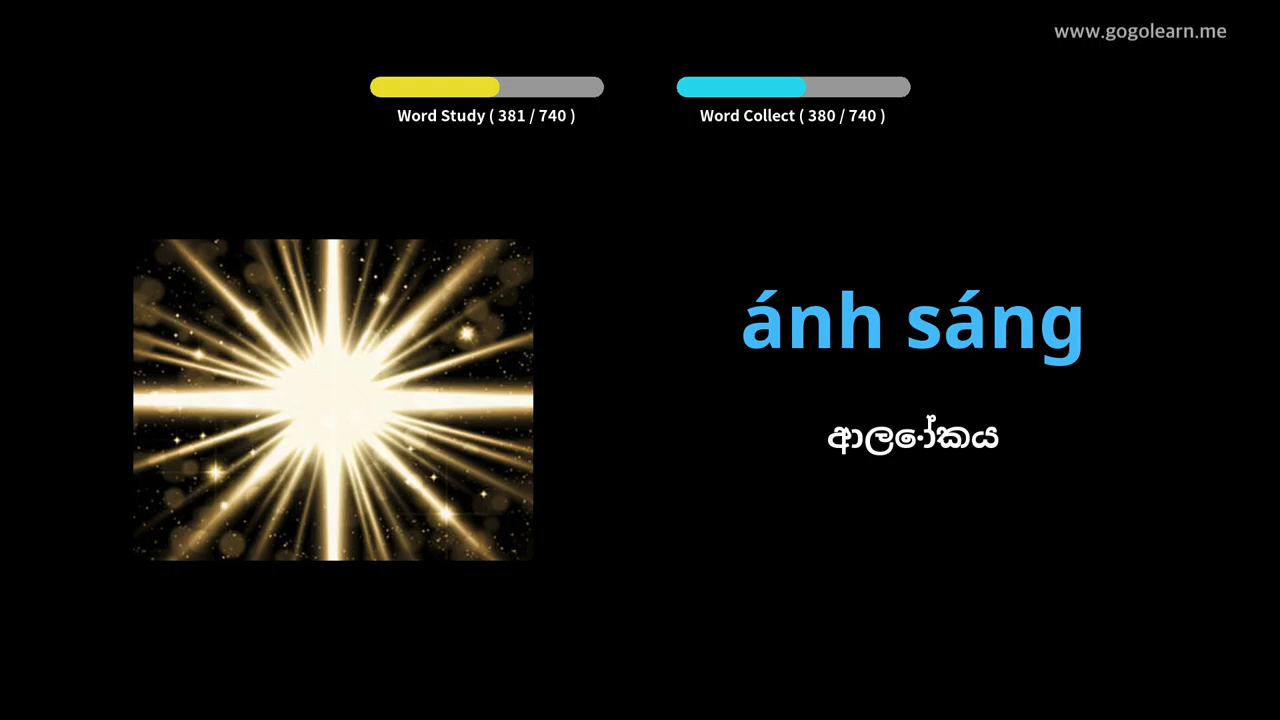 www.gogolearn.me
Word Study ( 381 / 740 )
Word Collect ( 380 / 740 )
ánh sáng
ආලෝකය